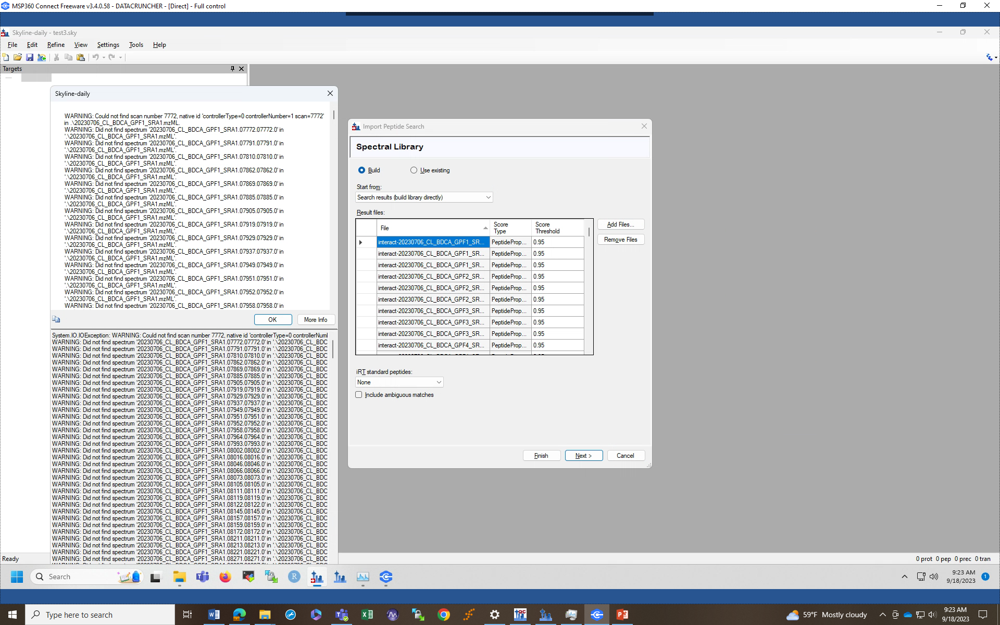 MSP360 Connect Freeware v3.4.0.58 - DATACRUNCHER - [Direct] - Full control
Skyline-daily - test3.sky
File Edit Refine View Settings Tools Help
Targets
Skyline-daily
WARNING: Could not find scan number 7772, native id 'controllerType=0 controllerNumber=1 scan=7772'
in .\20230706_CL_BDCA_GPF1_SRA1.mzML.
WARNING: Did not find spectrum '20230706_CL_BDCA_GPF1_SRA1.07772.07772.0' in
'.\20230706_CL_BDCA_GPF1_SRA1.mzML'.
WARNING: Did not find spectrum '20230706_CL_BDCA_GPF1_SRA1.07791.07791.0' in
'.\20230706_CL_BDCA_GPF1_SRA1.mzML'.
WARNING: Did not find spectrum '20230706_CL_BDCA_GPF1_SRA1.07810.07810.0' in
'.\20230706_CL_BDCA_GPF1_SRA1.mzML'.
WARNING: Did not find spectrum '20230706_CL_BDCA_GPF1_SRA1.07862.07862.0' in
'.\20230706_CL_BDCA_GPF1_SRA1.mzML'.
WARNING: Did not find spectrum '20230706_CL_BDCA_GPF1_SRA1.07869.07869.0' in
'.\20230706_CL_BDCA_GPF1_SRA1.mzML'.
WARNING: Did not find spectrum '20230706_CL_BDCA_GPF1_SRA1.07885.07885.0' in
'.\20230706_CL_BDCA_GPF1_SRA1.mzML'.
WARNING: Did not find spectrum '20230706_CL_BDCA_GPF1_SRA1.07905.07905.0' in
'.\20230706_CL_BDCA_GPF1_SRA1.mzML'.
WARNING: Did not find spectrum '20230706_CL_BDCA_GPF1_SRA1.07919.07919.0' in
'.\20230706_CL_BDCA_GPF1_SRA1.mzML'.
WARNING: Did not find spectrum '20230706_CL_BDCA_GPF1_SRA1.07929.07929.0' in
'.\20230706_CL_BDCA_GPF1_SRA1.mzML'.
WARNING: Did not find spectrum '20230706_CL_BDCA_GPF1_SRA1.07937.07937.0' in
'.\20230706_CL_BDCA_GPF1_SRA1.mzML'.
WARNING: Did not find spectrum '20230706_CL_BDCA_GPF1_SRA1.07949.07949.0' in
'.\20230706_CL_BDCA_GPF1_SRA1.mzML'.
WARNING: Did not find spectrum '20230706_CL_BDCA_GPF1_SRA1.07951.07951.0' in
'.\20230706_CL_BDCA_GPF1_SRA1.mzML'.
WARNING: Did not find spectrum '20230706_CL_BDCA_GPF1_SRA1.07952.07952.0' in
'.\20230706_CL_BDCA_GPF1_SRA1.mzML'.
WARNING: Did not find spectrum '20230706_CL_BDCA_GPF1_SRA1.07958.07958.0' in
OK More Info
System.IO.IOException: WARNING: Could not find scan number 7772, native id 'controllerType=0 controllerNuml
WARNING: Did not find spectrum '20230706_CL_BDCA_GPF1_SRA1.07772.07772.0' in '.\20230706_CL_BDC
WARNING: Did not find spectrum '20230706_CL_BDCA_GPF1_SRA1.07791.07791.0' in '.\20230706_CL_BDC
WARNING: Did not find spectrum '20230706_CL_BDCA_GPF1_SRA1.07810.07810.0' in '.\20230706_CL_BDC
WARNING: Did not find spectrum '20230706_CL_BDCA_GPF1_SRA1.07862.07862.0' in '.\20230706_CL_BDC
WARNING: Did not find spectrum '20230706_CL_BDCA_GPF1_SRA1.07869.07869.0' in '.\20230706_CL_BDC
WARNING: Did not find spectrum '20230706_CL_BDCA_GPF1_SRA1.07885.07885.0' in '.\20230706_CL_BDC
WARNING: Did not find spectrum '20230706_CL_BDCA_GPF1_SRA1.07905.07905.0' in '.\20230706_CL_BDC
WARNING: Did not find spectrum '20230706_CL_BDCA_GPF1_SRA1.07919.07919.0' in '.\20230706_CL_BDC
WARNING: Did not find spectrum '20230706_CL_BDCA_GPF1_SRA1.07929.07929.0' in '.\20230706_CL_BDC
WARNING: Did not find spectrum '20230706_CL_BDCA_GPF1_SRA1.07937.07937.0' in '.\20230706_CL_BDC
WARNING: Did not find spectrum '20230706_CL_BDCA_GPF1_SRA1.07949.07949.0' in '.\20230706_CL_BDC
WARNING: Did not find spectrum '20230706_CL_BDCA_GPF1_SRA1.07951.07951.0' in '.\20230706_CL_BDC
WARNING: Did not find spectrum '20230706_CL_BDCA_GPF1_SRA1.07952.07952.0' in '.\20230706_CL_BDC
WARNING: Did not find spectrum '20230706_CL_BDCA_GPF1_SRA1.07958.07958.0' in '.\20230706_CL_BDC
WARNING: Did not find spectrum '20230706_CL_BDCA_GPF1_SRA1.07964.07964.0' in '.\20230706_CL_BDC
WARNING: Did not find spectrum '20230706_CL_BDCA_GPF1_SRA1.07993.07993.0' in '.\20230706_CL_BDC
WARNING: Did not find spectrum '20230706_CL_BDCA_GPF1_SRA1.08002.08002.0' in '.\20230706_CL_BDC
WARNING: Did not find spectrum '20230706_CL_BDCA_GPF1_SRA1.08016.08016.0' in '.\20230706_CL_BDC
WARNING: Did not find spectrum '20230706_CL_BDCA_GPF1_SRA1.08046.08046.0' in '.\20230706_CL_BDC
WARNING: Did not find spectrum '20230706_CL_BDCA_GPF1_SRA1.08066.08066.0' in '.\20230706_CL_BDC
WARNING: Did not find spectrum '20230706_CL_BDCA_GPF1_SRA1.08073.08073.0' in '.\20230706_CL_BDC
WARNING: Did not find spectrum '20230706_CL_BDCA_GPF1_SRA1.08105.08105.0' in '.\20230706_CL_BDC
WARNING: Did not find spectrum '20230706_CL_BDCA_GPF1_SRA1.08111.08111.0' in '.\20230706_CL_BDC
WARNING: Did not find spectrum '20230706_CL_BDCA_GPF1_SRA1.08119.08119.0' in '.\20230706_CL_BDC
WARNING: Did not find spectrum '20230706_CL_BDCA_GPF1_SRA1.08122.08122.0' in '.\20230706_CL_BDC
WARNING: Did not find spectrum '20230706_CL_BDCA_GPF1_SRA1.08145.08145.0' in '.\20230706_CL_BDC
WARNING: Did not find spectrum '20230706_CL_BDCA_GPF1_SRA1.08157.08157.0' in '.\20230706_CL_BDC
WARNING: Did not find spectrum '20230706_CL_BDCA_GPF1_SRA1.08159.08159.0' in '.\20230706_CL_BDC
WARNING: Did not find spectrum '20230706_CL_BDCA_GPF1_SRA1.08172.08172.0' in '.\20230706_CL_BDC
WARNING: Did not find spectrum '20230706_CL_BDCA_GPF1_SRA1.08211.08211.0' in '.\20230706_CL_BDC
WARNING: Did not find spectrum '20230706_CL_BDCA_GPF1_SRA1.08213.08213.0' in '.\20230706_CL_BDC
WARNING: Did not find spectrum '20230706_CL_BDCA_GPF1_SRA1.08221.08221.0' in '.\20230706_CL_BDC
WARNING: Did not find spectrum '20230706_CL_BDCA_GPF1_SRA1.08271.08271.0' in '.\20230706_CL_BDC
Import Peptide Search
Spectral Library
Build Use existing
Start from:
Search results (build library directly)
Result files:
File Score Type Score Threshold
interact-20230706_CL_BDCA_GPF1_SR... PeptideProp... 0.95
interact-20230706_CL_BDCA_GPF1_SR... PeptideProp... 0.95
interact-20230706_CL_BDCA_GPF1_SR... PeptideProp... 0.95
interact-20230706_CL_BDCA_GPF2_SR... PeptideProp... 0.95
interact-20230706_CL_BDCA_GPF2_SR... PeptideProp... 0.95
interact-20230706_CL_BDCA_GPF2_SR... PeptideProp... 0.95
interact-20230706_CL_BDCA_GPF3_SR... PeptideProp... 0.95
interact-20230706_CL_BDCA_GPF3_SR... PeptideProp... 0.95
interact-20230706_CL_BDCA_GPF3_SR... PeptideProp... 0.95
interact-20230706_CL_BDCA_GPF4_SR... PeptideProp... 0.95
Add Files...
Remove Files
iRT standard peptides:
None
Include ambiguous matches
Finish Next > Cancel
Ready
0 prot 0 pep 0 prec 0 tran
Search
9:23 AM
9/18/2023
1
Type here to search
59°F Mostly cloudy
9:23 AM
9/18/2023